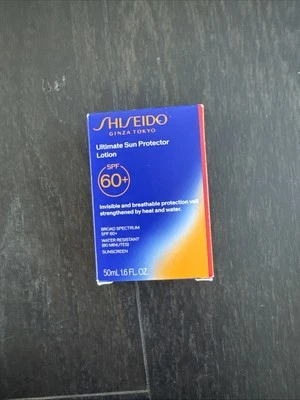 SHISEIDO
GINZA TOKYO
Ultimate Sun Protector
Lotion
SPF
60+
Invisible and breathable protection veil
strengthened by heat and water.
BROAD SPECTRUM
SPF 60+
WATER RESISTANT
(80 MINUTES)
SUNSCREEN
50mL 1.6 FL. OZ.